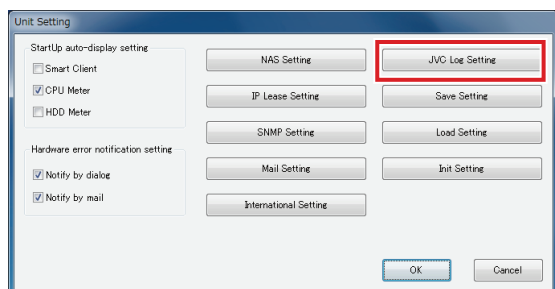 Unit Setting
StartUp auto-display setting
Smart Client
CPU Meter
HDD Meter
Hardware error notification setting
Notify by dialog
Notify by mail
NAS Setting
IP Lease Setting
SNMP Setting
Mail Setting
International Setting
JVC Log Setting
Save Setting
Load Setting
Init Setting
OK
Cancel